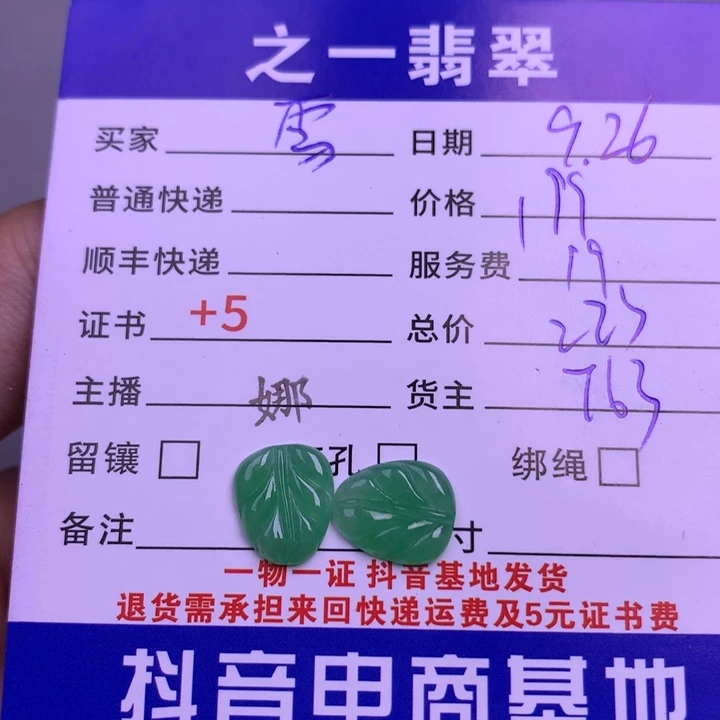 之一翡翠
买家 雪 日期 9.26
普通快递 价格 199
顺丰快递 服务费 19
证书 +5 总价 223
主播 娜 货主 763
留镶 孔 绑绳
备注 寸
一物一证 抖音基地发货
退货需承担来回快递运费及5元证书费
抖音电商基地